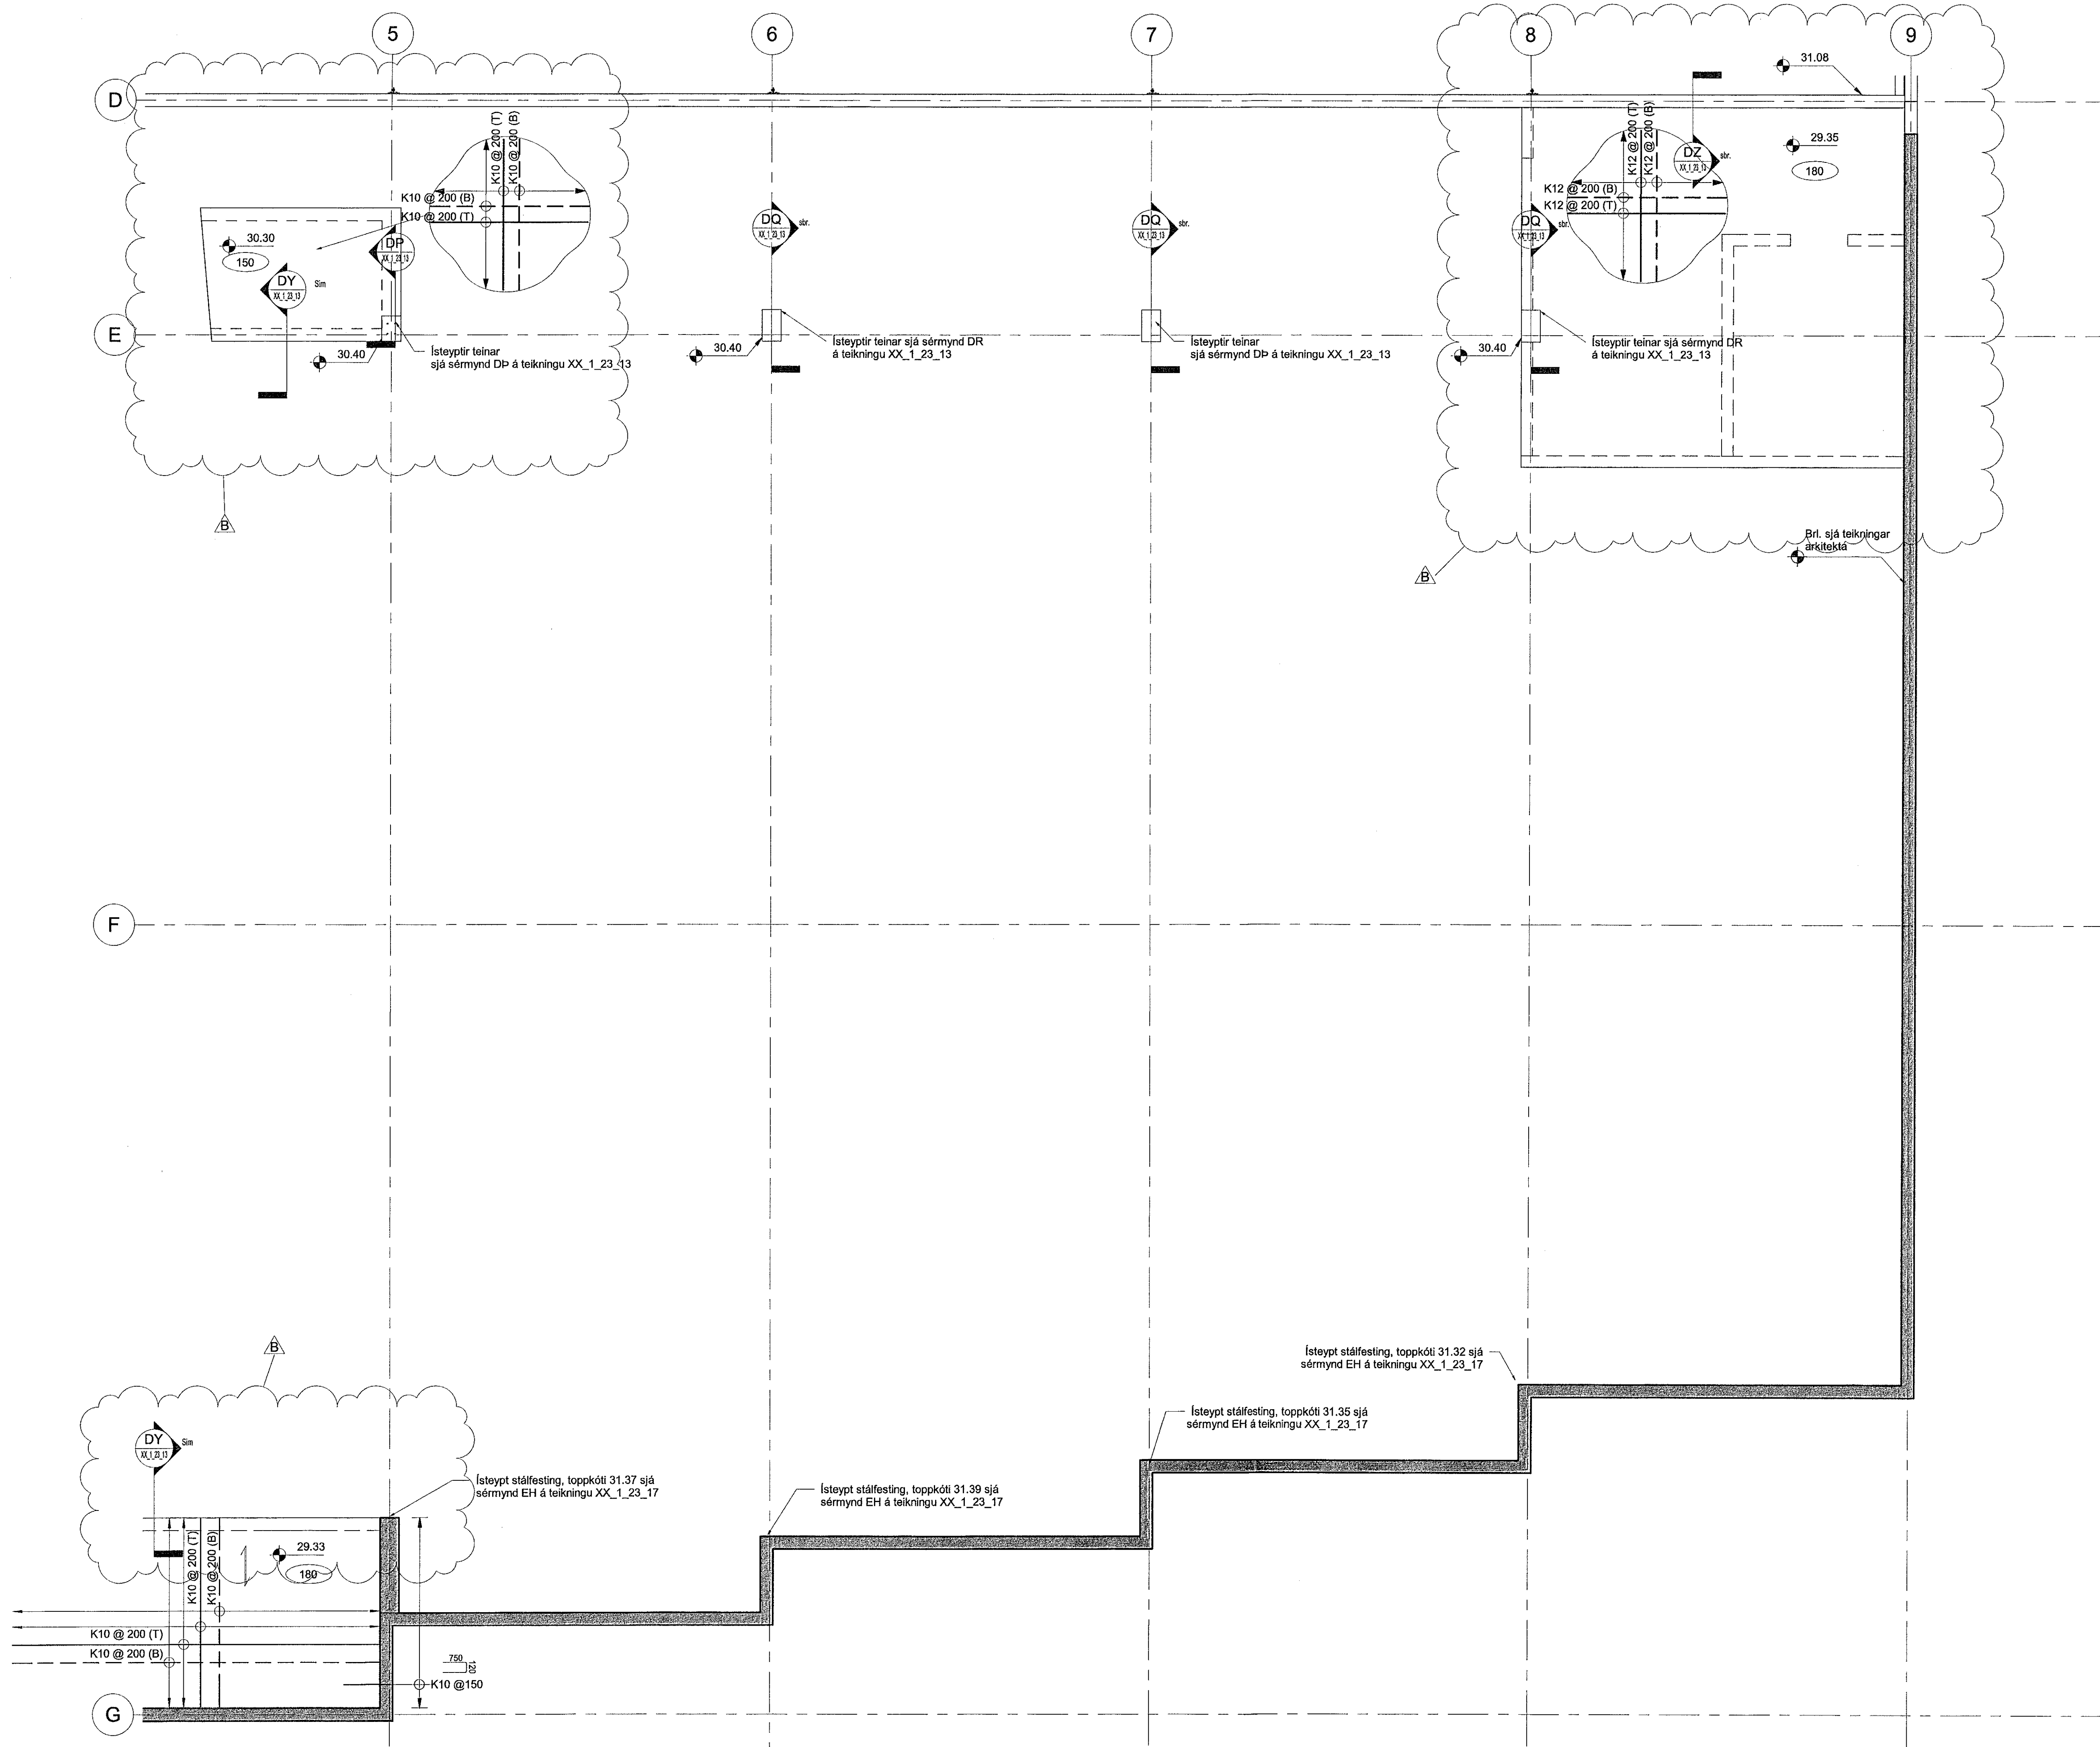 5
6
7
8
9
D
31.08
K10 @ 200 (T)
K10 @ 200 (B)
K10 @ 200 (B)
K10 @ 200 (T)
K12 @ 200 (T)
K12 @ 200 (B)
K12 @ 200 (B)
K12 @ 200 (T)
DZ
XX_1_23_13
sbr.
29.35
180
30.30
150
DP
XX_1_23_13
DY
XX_1_23_13
Sim
DQ
XX_1_23_13
sbr.
DQ
XX_1_23_13
sbr.
DQ
XX_1_23_13
sbr.
E
30.40
Ísteyptir teinar
sjá sérmynd DÞ á teikningu XX_1_23_13
30.40
Ísteyptir teinar sjá sérmynd DR
á teikningu XX_1_23_13
Ísteyptir teinar
sjá sérmynd DÞ á teikningu XX_1_23_13
30.40
Ísteyptir teinar sjá sérmynd DR
á teikningu XX_1_23_13
B
B
Brl. sjá teikningar
arkitekta
F
B
Ísteypt stálfesting, toppkóti 31.32 sjá
sérmynd EH á teikningu XX_1_23_17
Ísteypt stálfesting, toppkóti 31.35 sjá
sérmynd EH á teikningu XX_1_23_17
DY
XX_1_23_13
Sim
Ísteypt stálfesting, toppkóti 31.37 sjá
sérmynd EH á teikningu XX_1_23_17
Ísteypt stálfesting, toppkóti 31.39 sjá
sérmynd EH á teikningu XX_1_23_17
K10 @ 200 (T)
K10 @ 200 (B)
29.33
180
K10 @ 200 (T)
K10 @ 200 (B)
750
120
K10 @150
G